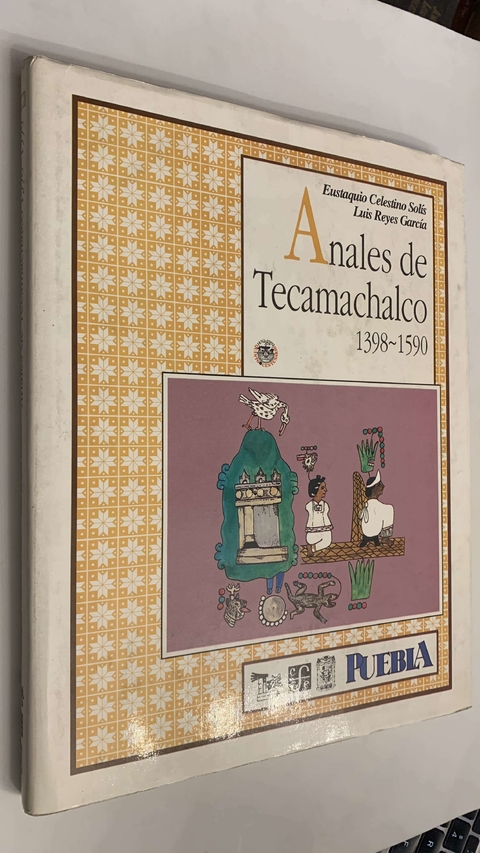 Eustaquio Celestino Solís
Luis Reyes García
Anales de
Tecamachalco
1398~1590
PUEBLA